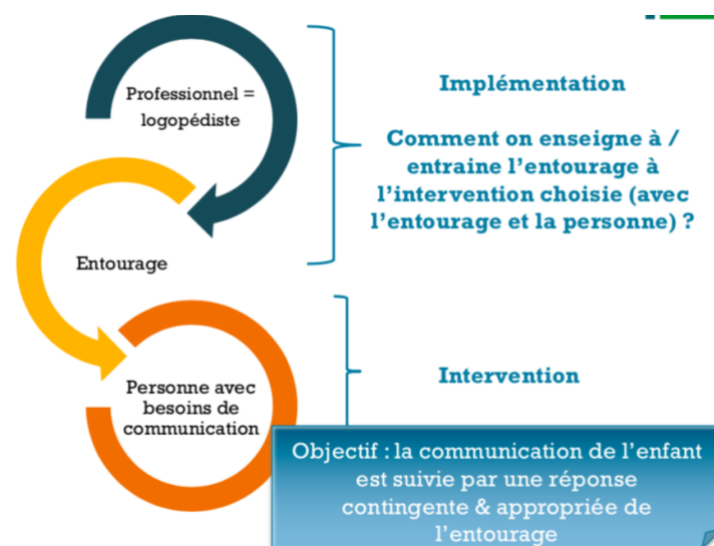 Professionnel =
logopédiste
Implémentation
Comment on enseigne à /
entraine l’entourage à
l’intervention choisie (avec
l’entourage et la personne) ?
Entourage
Personne avec
besoins de
communication
Intervention
Objectif : la communication de l’enfant
est suivie par une réponse
contingente & appropriée de
l’entourage